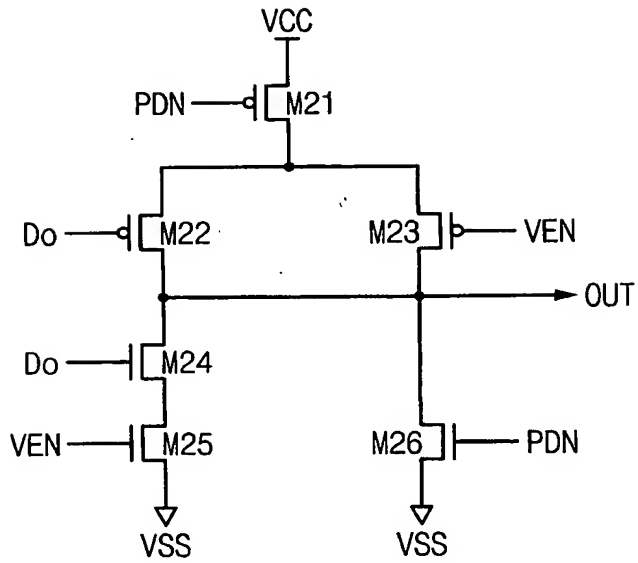 VCC
PDN M21
Do M22 M23 VEN
OUT
Do M24
VEN M25 M26 PDN
VSS VSS